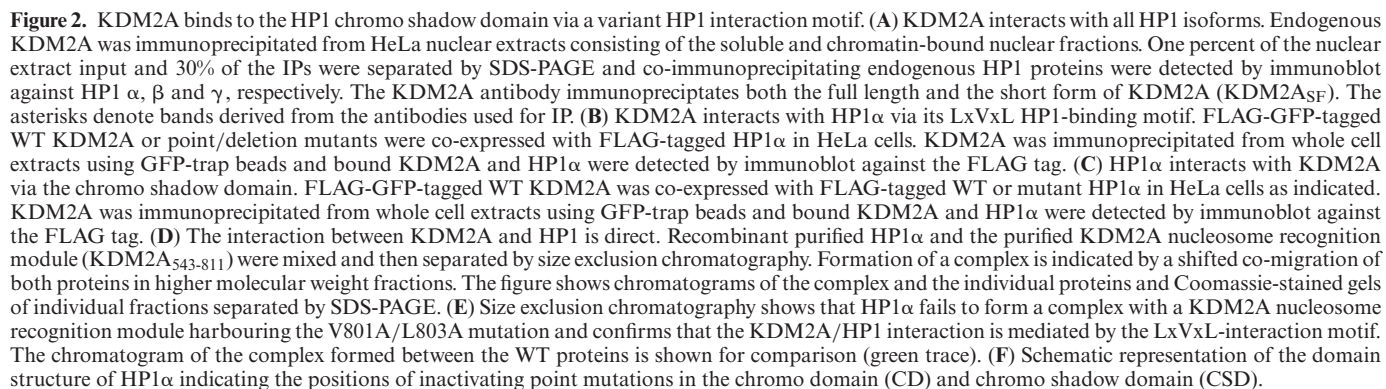 Figure 2. KDM2A binds to the HP1 chromo shadow domain via a variant HP1 interaction motif. (A) KDM2A interacts with all HP1 isoforms. Endogenous
KDM2A was immunoprecipitated from HeLa nuclear extracts consisting of the soluble and chromatin-bound nuclear fractions. One percent of the nuclear
extract input and 30% of the IPs were separated by SDS-PAGE and co-immunoprecipitating endogenous HP1 proteins were detected by immunoblot
against HP1 α, β and γ, respectively. The KDM2A antibody immunopreciptates both the full length and the short form of KDM2A (KDM2A_SF). The
asterisks denote bands derived from the antibodies used for IP. (B) KDM2A interacts with HP1α via its LxVxL HP1-binding motif. FLAG-GFP-tagged
WT KDM2A or point/deletion mutants were co-expressed with FLAG-tagged HP1α in HeLa cells. KDM2A was immunoprecipitated from whole cell
extracts using GFP-trap beads and bound KDM2A and HP1α were detected by immunoblot against the FLAG tag. (C) HP1α interacts with KDM2A
via the chromo shadow domain. FLAG-GFP-tagged WT KDM2A was co-expressed with FLAG-tagged WT or mutant HP1α in HeLa cells as indicated.
KDM2A was immunoprecipitated from whole cell extracts using GFP-trap beads and bound KDM2A and HP1α were detected by immunoblot against
the FLAG tag. (D) The interaction between KDM2A and HP1 is direct. Recombinant purified HP1α and the purified KDM2A nucleosome recognition
module (KDM2A_543-811) were mixed and then separated by size exclusion chromatography. Formation of a complex is indicated by a shifted co-migration of
both proteins in higher molecular weight fractions. The figure shows chromatograms of the complex and the individual proteins and Coomassie-stained gels
of individual fractions separated by SDS-PAGE. (E) Size exclusion chromatography shows that HP1α fails to form a complex with a KDM2A nucleosome
recognition module harbouring the V801A/L803A mutation and confirms that the KDM2A/HP1 interaction is mediated by the LxVxL-interaction motif.
The chromatogram of the complex formed between the WT proteins is shown for comparison (green trace). (F) Schematic representation of the domain
structure of HP1α indicating the positions of inactivating point mutations in the chromo domain (CD) and chromo shadow domain (CSD).